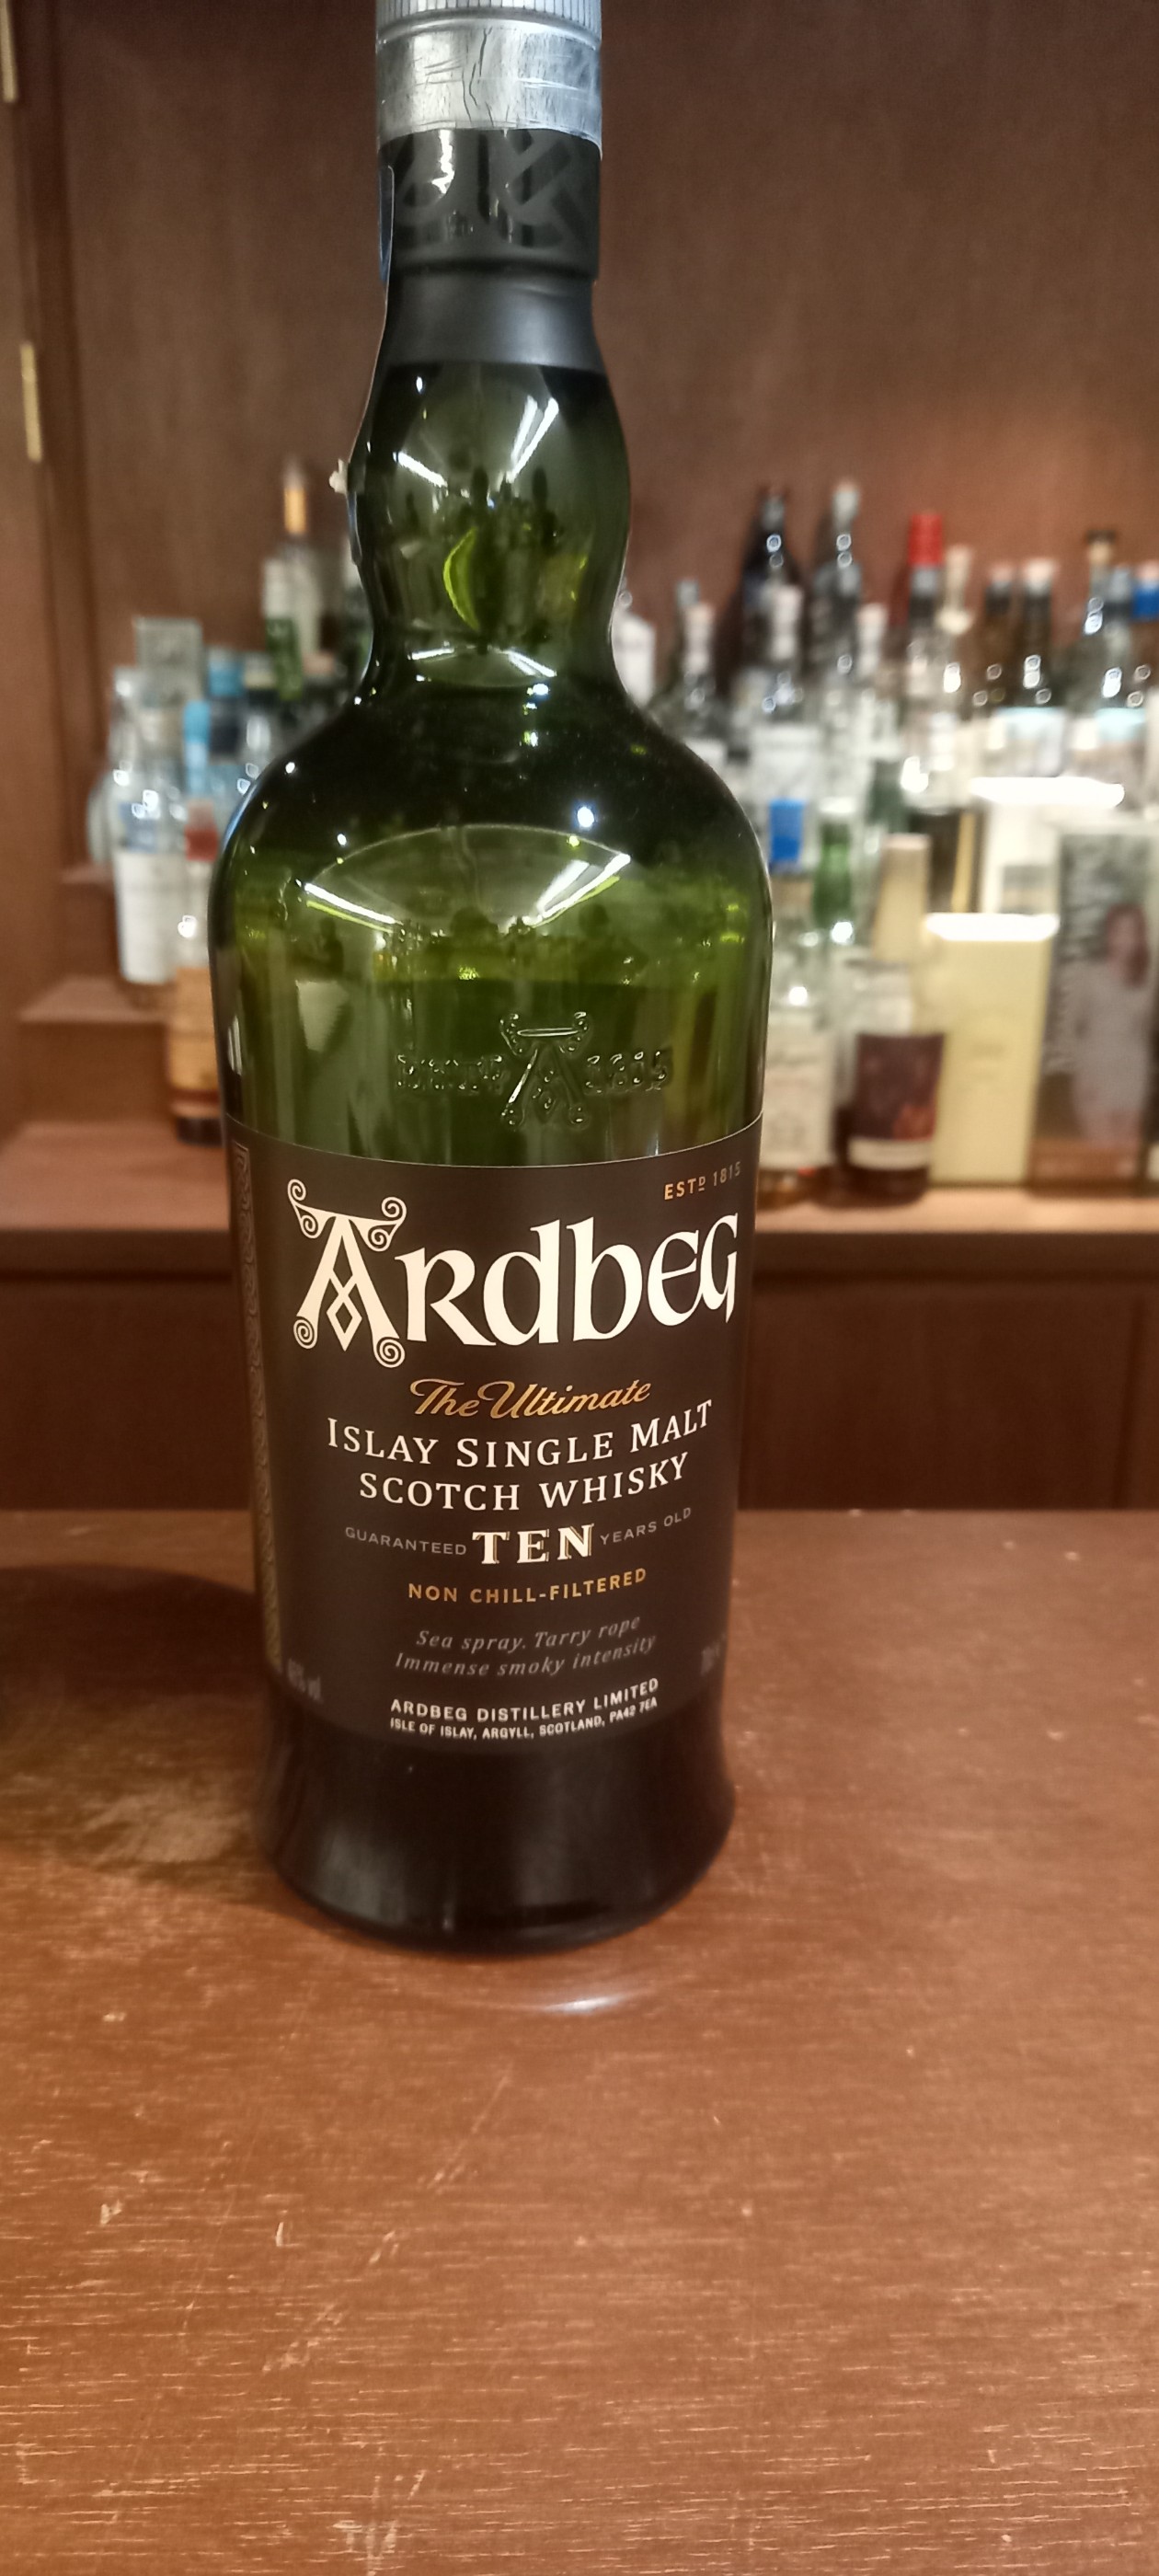 ESTD 1815
ARDBEG
The Ultimate
ISLAY SINGLE MALT
SCOTCH WHISKY
GUARANTEED TEN YEARS OLD
NON CHILL-FILTERED
Sea spray. Tarry rope
Immense smoky intensity
ARDBEG DISTILLERY LIMITED
ISLE OF ISLAY, ARGYLL, SCOTLAND, PA42 7EA